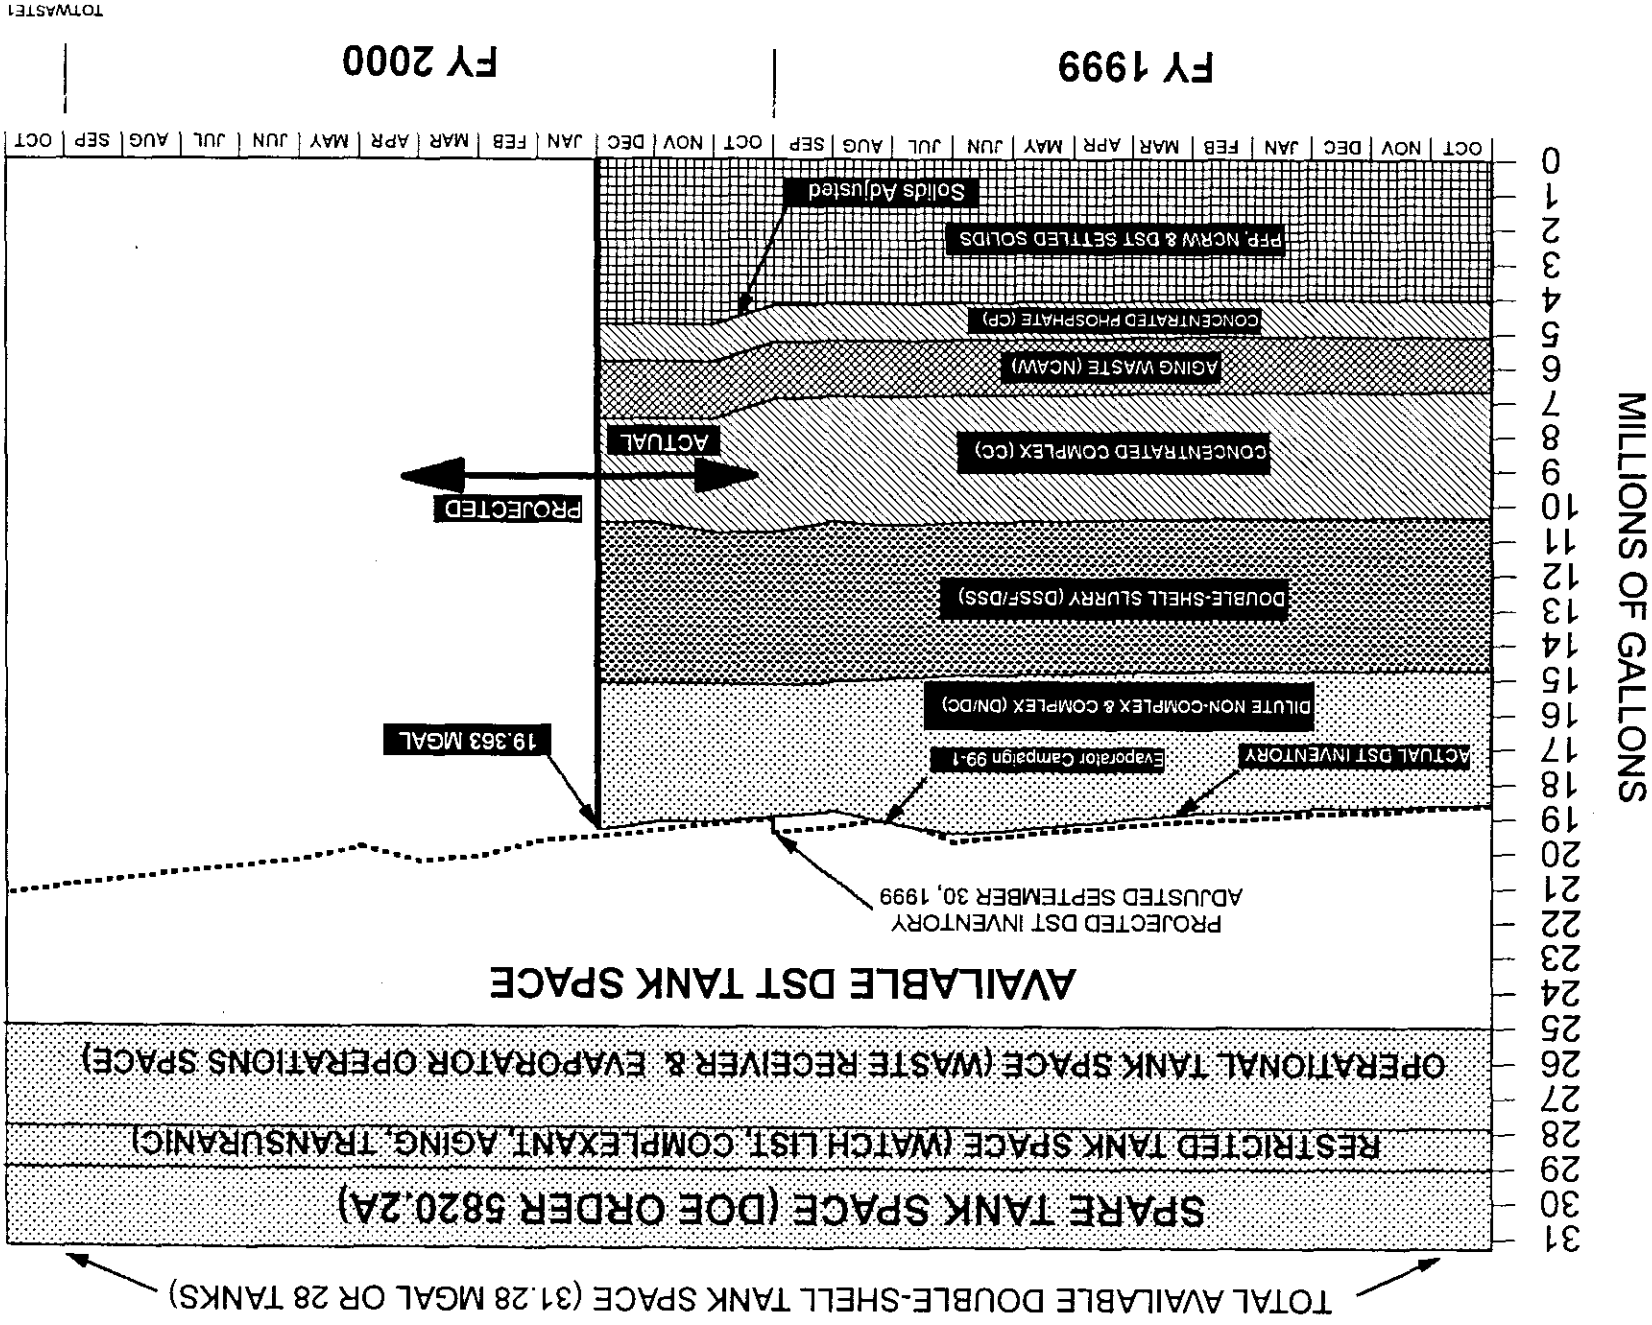 TOTAL AVAILABLE DOUBLE-SHELL TANK SPACE (31.28 MGAL OR 28 TANKS)
MILLIONS OF GALLONS
31
30
29
28
27
26
25
24
23
22
21
20
19
18
17
16
15
14
13
12
11
10
9
8
7
6
5
4
3
2
1
0
SPARE TANK SPACE (DOE ORDER 5820.2A)
RESTRICTED TANK SPACE (WATCH LIST, COMPLEXANT, AGING, TRANSURANIC)
OPERATIONAL TANK SPACE (WASTE RECEIVER & EVAPORATOR OPERATIONS SPACE)
AVAILABLE DST TANK SPACE
PROJECTED DST INVENTORY
ADJUSTED SEPTEMBER 30, 1999
ACTUAL DST INVENTORY
Evaporator Campaign 99-1
19.363 MGAL
DILUTE NON-COMPLEX & COMPLEX (DN/DC)
DOUBLE-SHELL SLURRY (DSSF/DSS)
PROJECTED
ACTUAL
CONCENTRATED COMPLEX (CC)
AGING WASTE (NCAW)
CONCENTRATED PHOSPHATE (CP)
PFP, NCRW & DST SETTLED SOLIDS
Solids Adjusted
OCT NOV DEC JAN FEB MAR APR MAY JUN JUL AUG SEP OCT NOV DEC JAN FEB MAR APR MAY JUN JUL AUG SEP OCT
FY 1999
FY 2000
TOTWASTE1